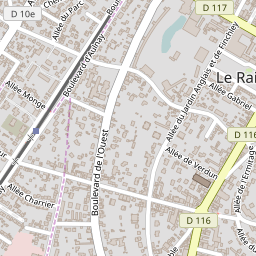 D 117
D 10e
Allée du Parc
Boulevard d'Aulnay
Le Rai
Allée Gabriel
Allée Monge
Allée du Jardin Anglais et de Finchley
Boulevard de l'Ouest
D 116
Allée de Verdun
Allée de l'Ermitage
Allée Charrier
D 116